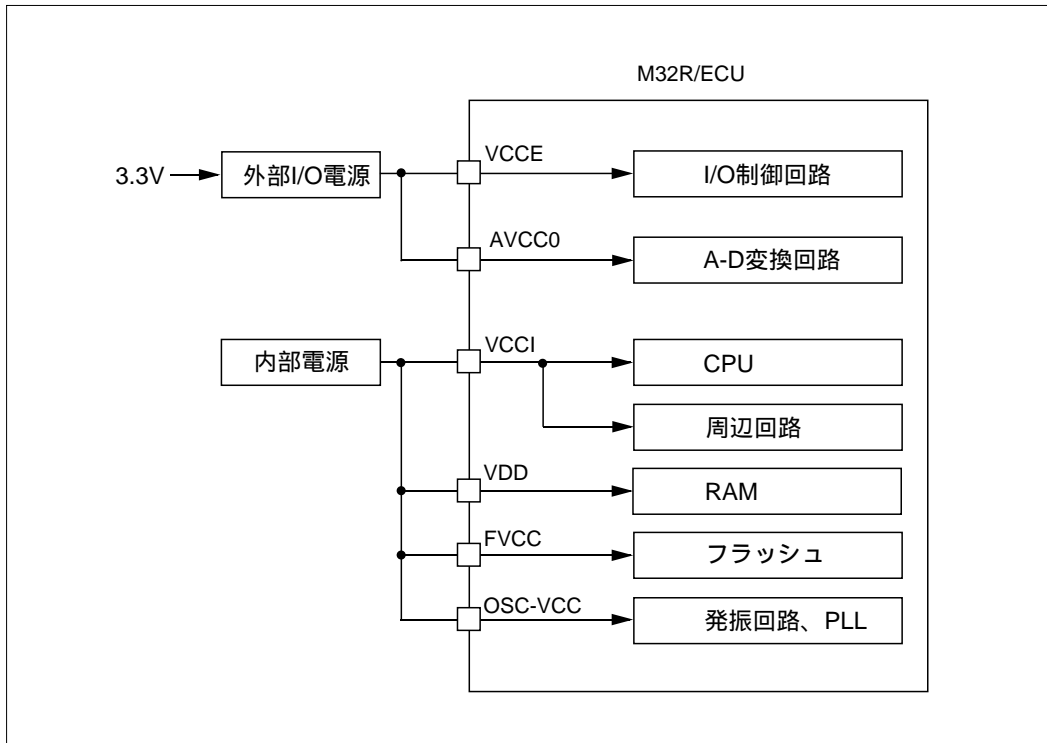 M32R/ECU
3.3V
外部I/O電源
VCCE
I/O制御回路
AVCC0
A-D変換回路
内部電源
VCCI
CPU
周辺回路
VDD
RAM
FVCC
フラッシュ
OSC-VCC
発振回路、PLL